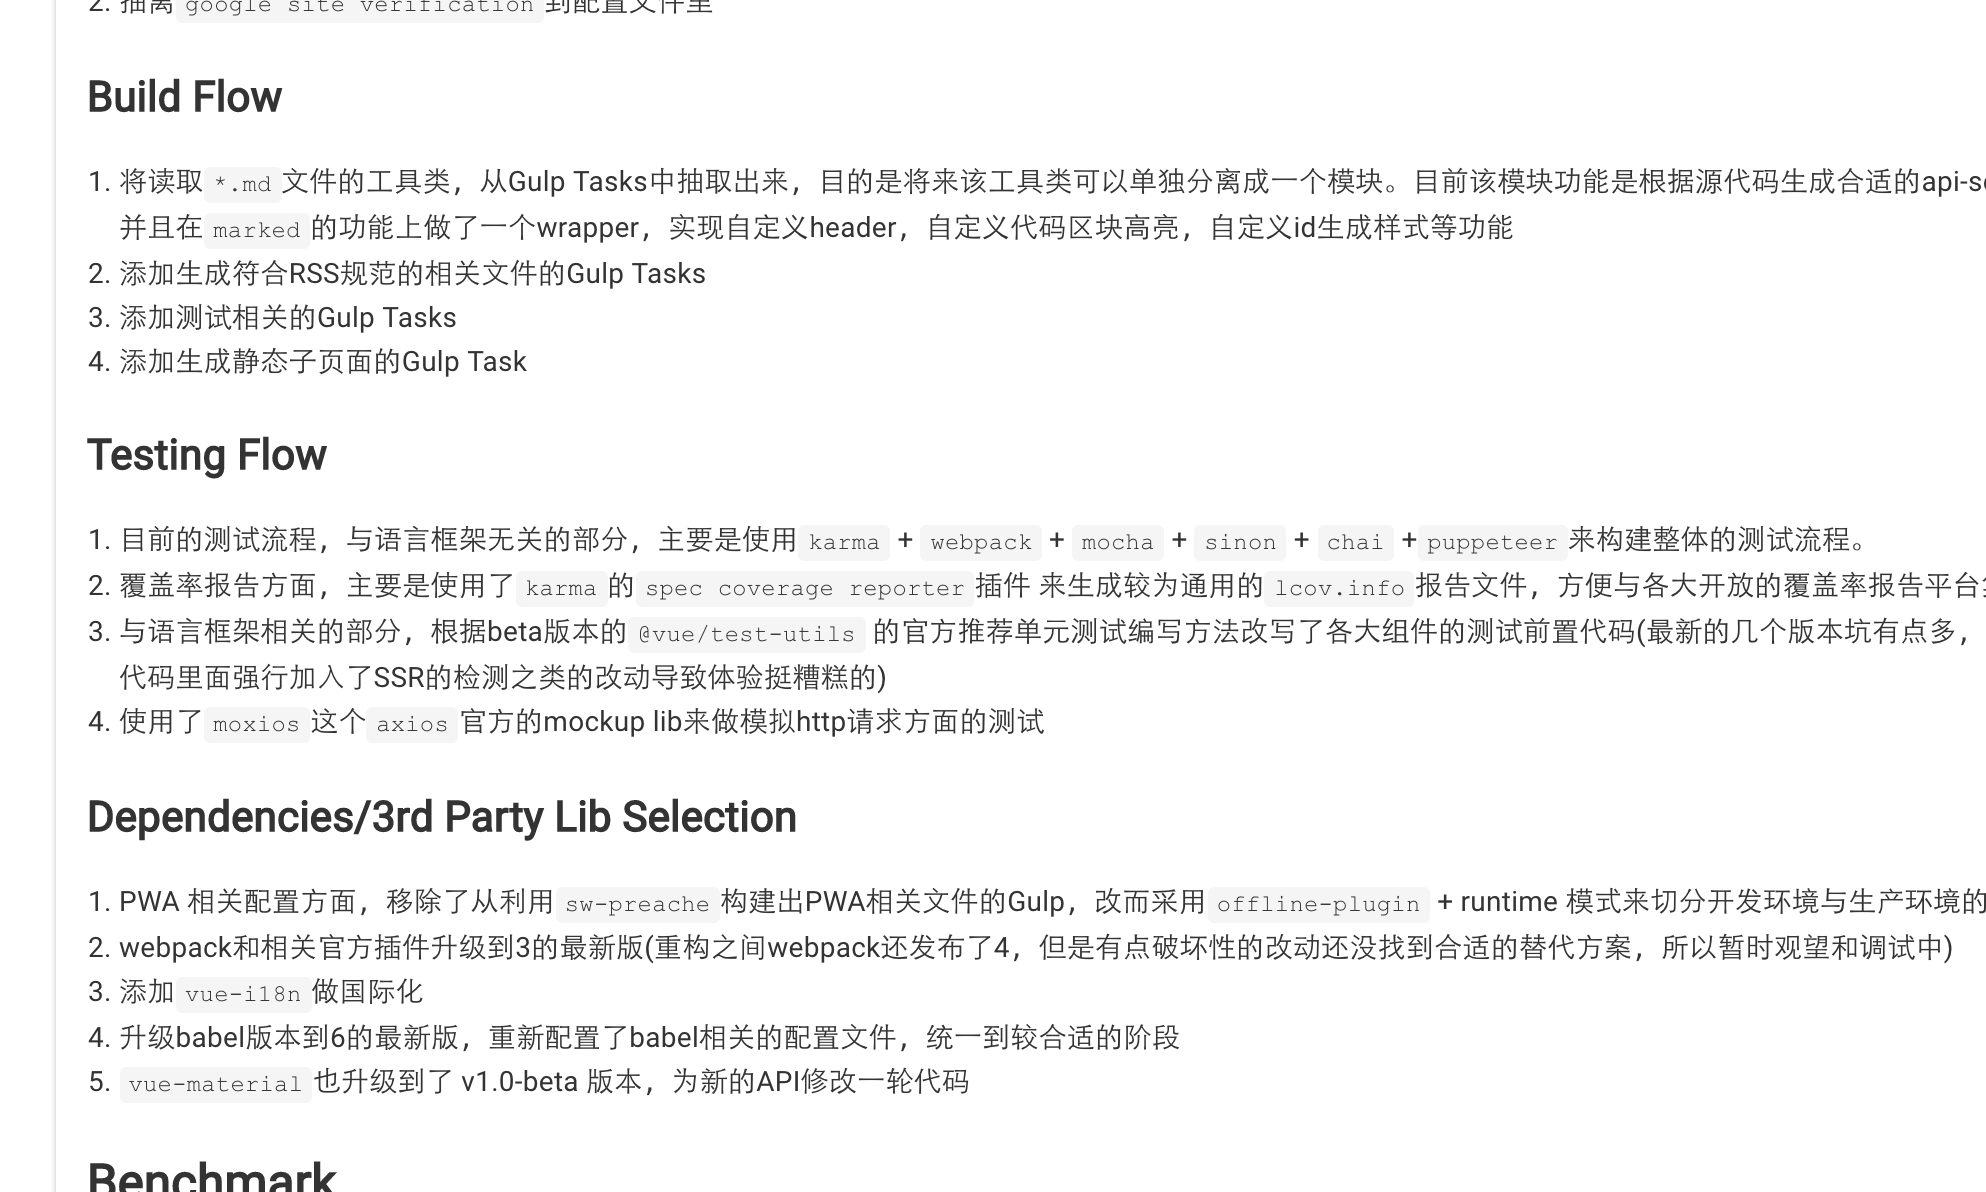 2. 抽离 google site verification 到配置文件里
Build Flow
1. 将读取 *.md 文件的工具类，从Gulp Tasks中抽取出来，目的是将来该工具类可以单独分离成一个模块。目前该模块功能是根据源代码生成合适的api-s
并且在 marked 的功能上做了一个wrapper，实现自定义header，自定义代码区块高亮，自定义id生成样式等功能
2. 添加生成符合RSS规范的相关文件的Gulp Tasks
3. 添加测试相关的Gulp Tasks
4. 添加生成静态子页面的Gulp Task
Testing Flow
1. 目前的测试流程，与语言框架无关的部分，主要是使用 karma + webpack + mocha + sinon + chai + puppeteer 来构建整体的测试流程。
2. 覆盖率报告方面，主要是使用了 karma 的 spec coverage reporter 插件 来生成较为通用的 lcov.info 报告文件，方便与各大开放的覆盖率报告平台
3. 与语言框架相关的部分，根据beta版本的 @vue/test-utils 的官方推荐单元测试编写方法改写了各大组件的测试前置代码(最新的几个版本坑有点多，
代码里面强行加入了SSR的检测之类的改动导致体验挺糟糕的)
4. 使用了 moxios 这个 axios 官方的mockup lib来做模拟http请求方面的测试
Dependencies/3rd Party Lib Selection
1. PWA 相关配置方面，移除了从利用 sw-preache 构建出PWA相关文件的Gulp，改而采用 offline-plugin + runtime 模式来切分开发环境与生产环境的
2. webpack和相关官方插件升级到3的最新版(重构之间webpack还发布了4，但是有点破坏性的改动还没找到合适的替代方案，所以暂时观望和调试中)
3. 添加 vue-i18n 做国际化
4. 升级babel版本到6的最新版，重新配置了babel相关的配置文件，统一到较合适的阶段
5. vue-material 也升级到了 v1.0-beta 版本，为新的API修改一轮代码
Benchmark